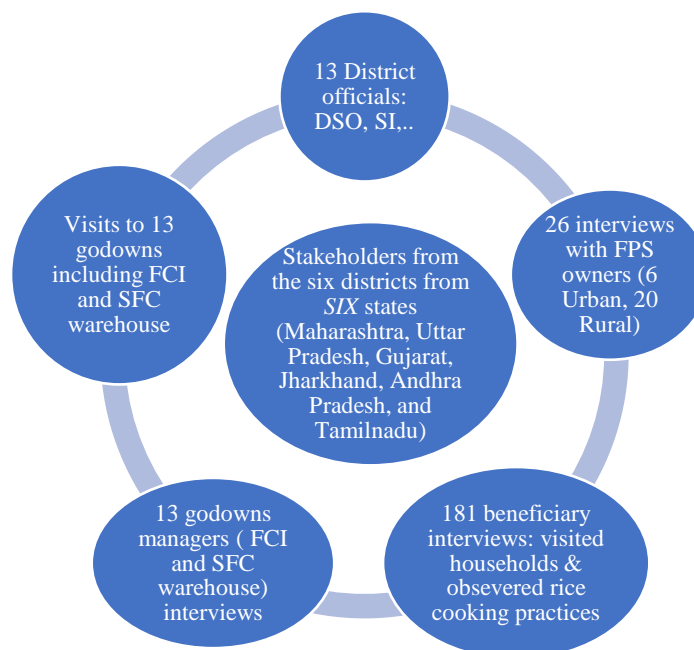 13 District
officials:
DSO, SI,..
26 interviews
with FPS
owners (6
Urban, 20
Rural)
181 beneficiary
interviews: visited
households &
obsevered rice
cooking practices
13 godowns
managers ( FCI
and SFC
warehouse)
interviews
Visits to 13
godowns
including FCI
and SFC
warehouse
Stakeholders from
the six districts from
SIX states
(Maharashtra, Uttar
Pradesh, Gujarat,
Jharkhand, Andhra
Pradesh, and
Tamilnadu)